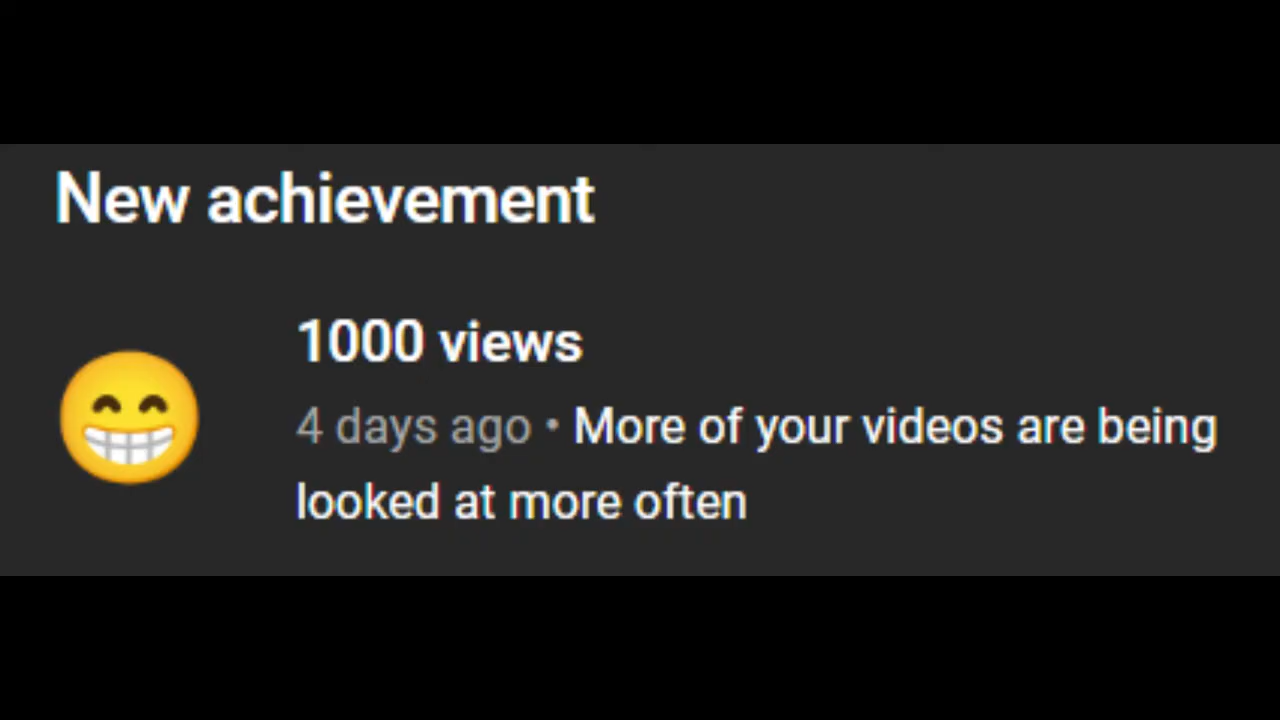 New achievement
1000 views
4 days ago • More of your videos are being
looked at more often